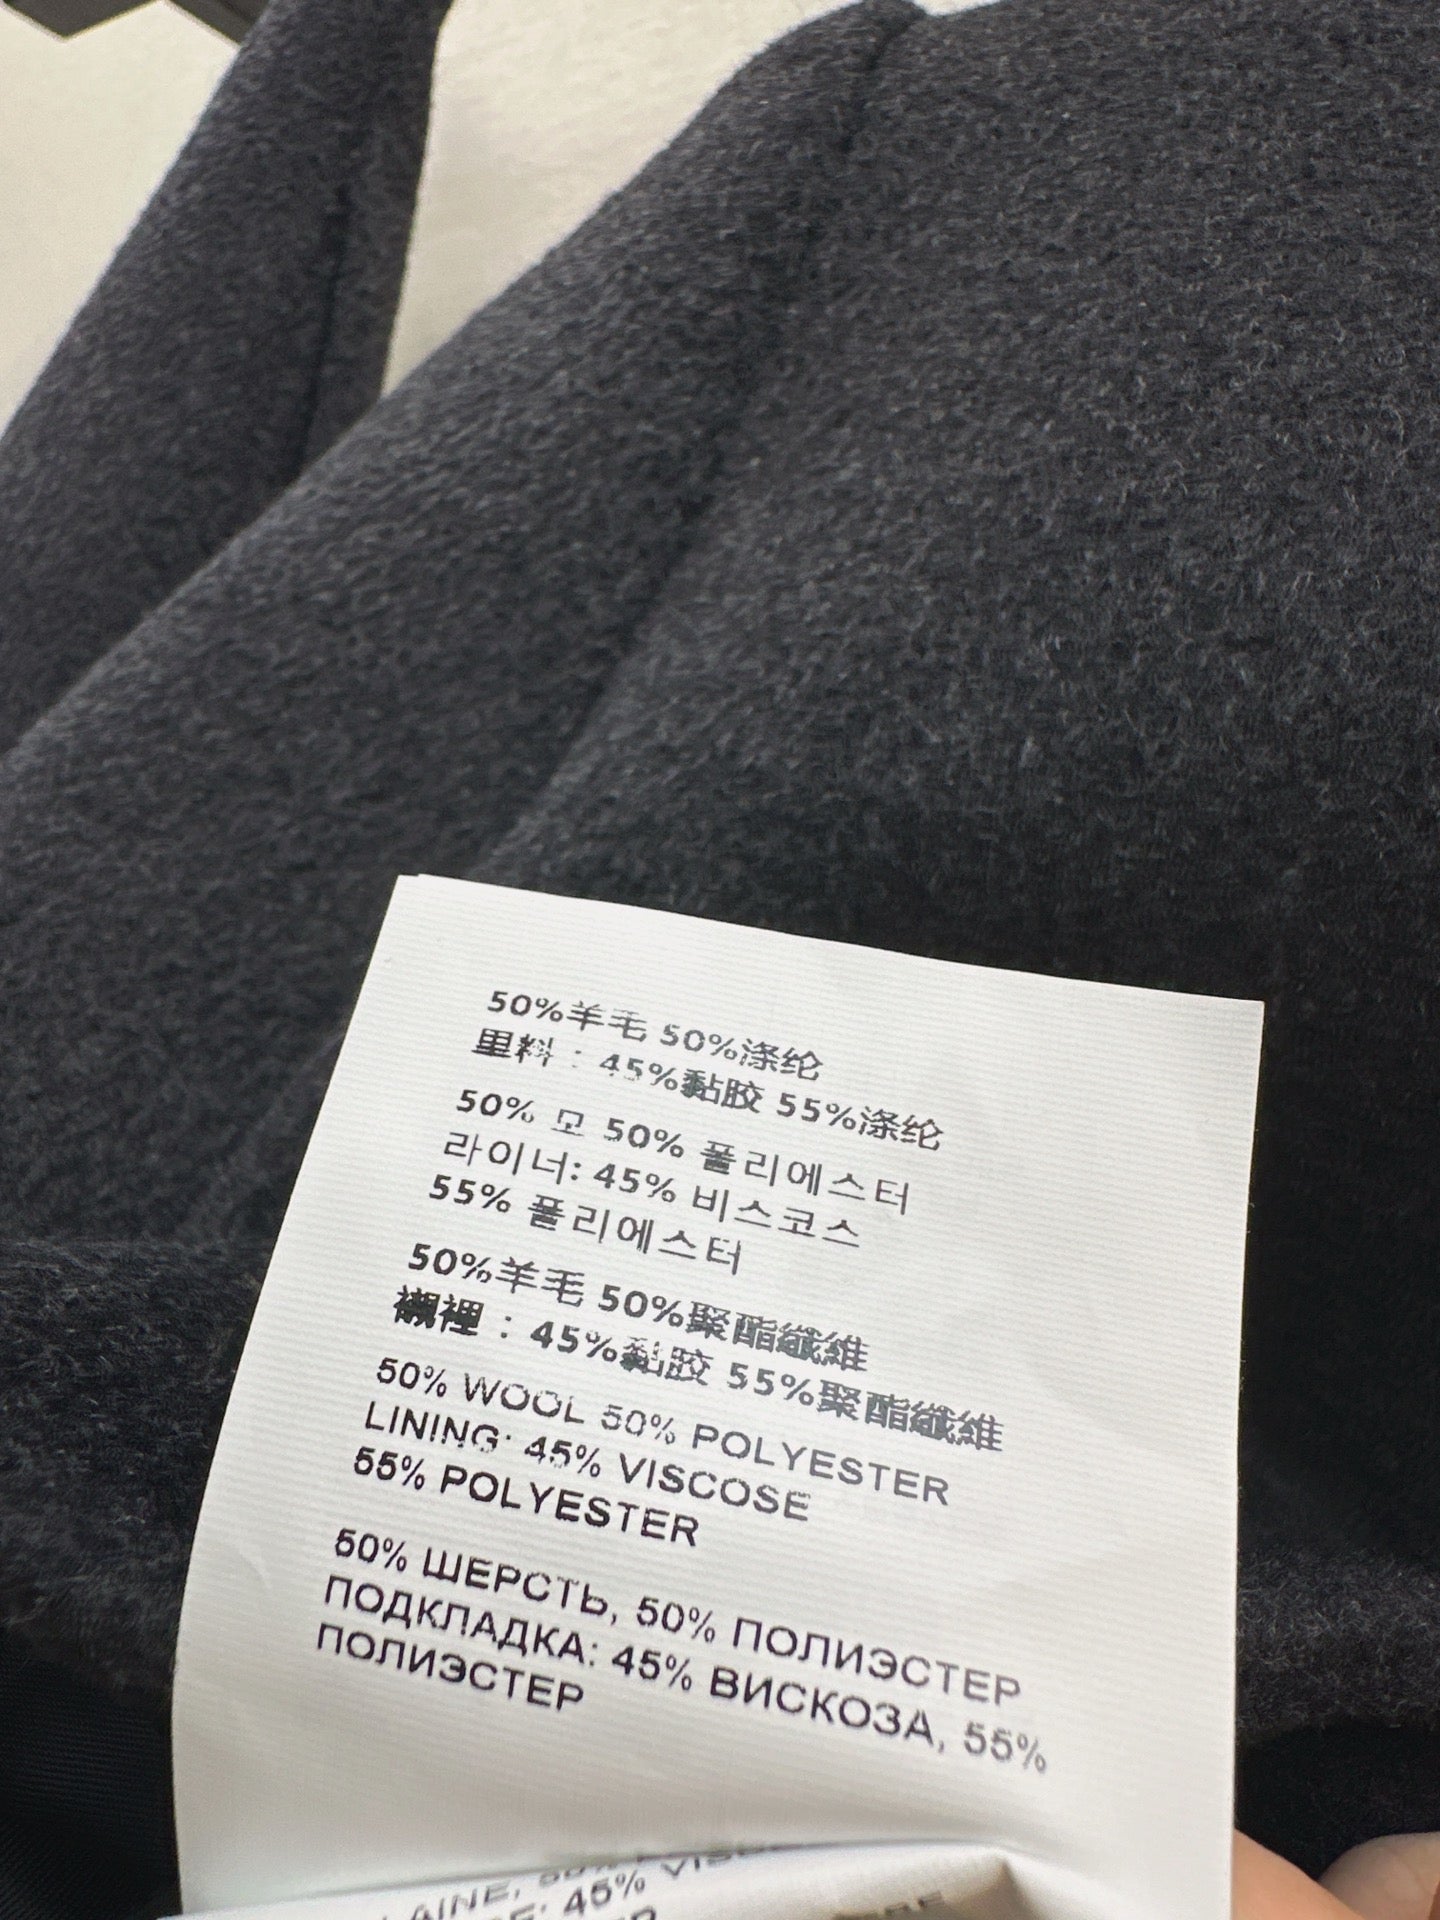 50%羊毛 50%涤纶
里料：45%黏胶 55%涤纶
50% 모 50% 폴리에스터
라이너: 45% 비스코스
55% 폴리에스터
50%羊毛 50%聚酯纖維
襯裡：45%黏胶 55%聚酯纖維
50% WOOL 50% POLYESTER
LINING: 45% VISCOSE
55% POLYESTER
50% ШЕРСТЬ, 50% ПОЛИЭСТЕР
ПОДКЛАДКА: 45% ВИСКОЗА, 55%
ПОЛИЭСТЕР
45%